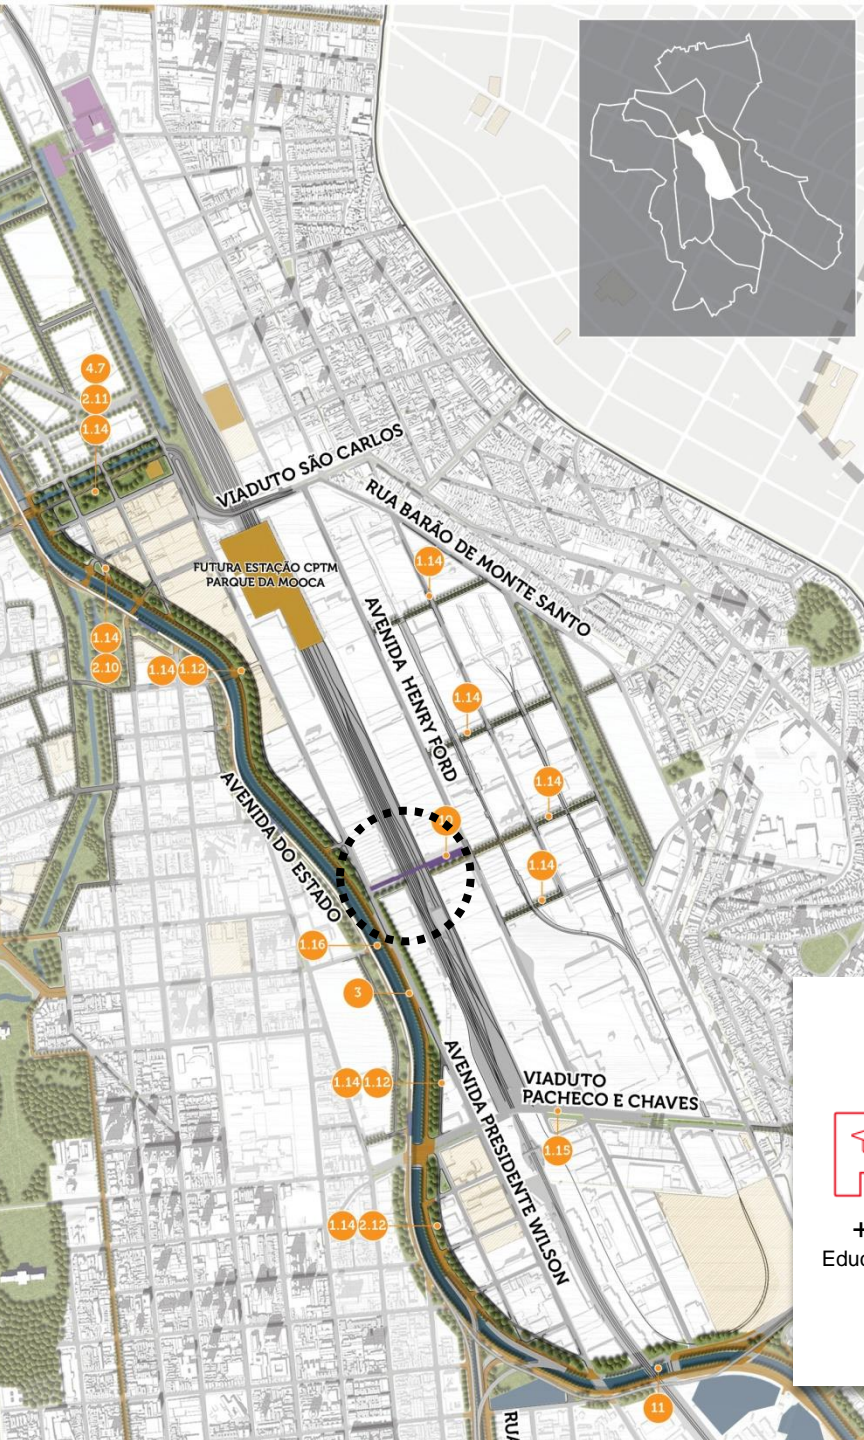 4.7
2.11
1.14
VIADUTO SÃO CARLOS
RUA BARÃO DE MONTE SANTO
FUTURA ESTAÇÃO CPTM
PARQUE DA MOOCA
1.14
AVENIDA HENRY FORD
1.14
2.10
1.14
1.12
1.14
AVENIDA DO ESTADO
1.14
10
1.14
1.16
3
AVENIDA PRESIDENTE WILSON
1.14
1.12
VIADUTO
PACHECO E CHAVES
1.15
1.14
2.12
+
Educ
11
RUA